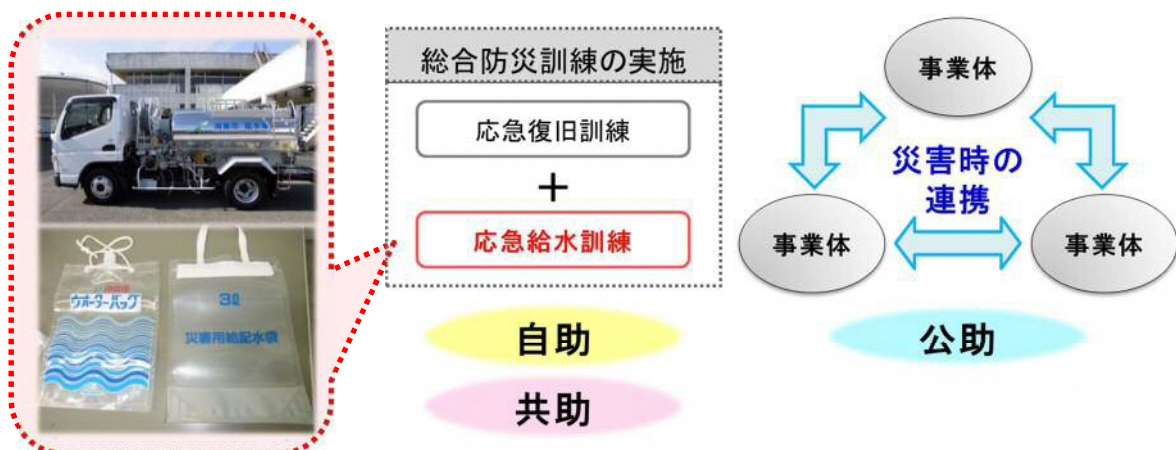 ウオーターバッグ
3ℓ
災害用給配水袋
総合防災訓練の実施
応急復旧訓練
+
応急給水訓練
自助
共助
事業体
災害時の
連携
事業体
事業体
公助